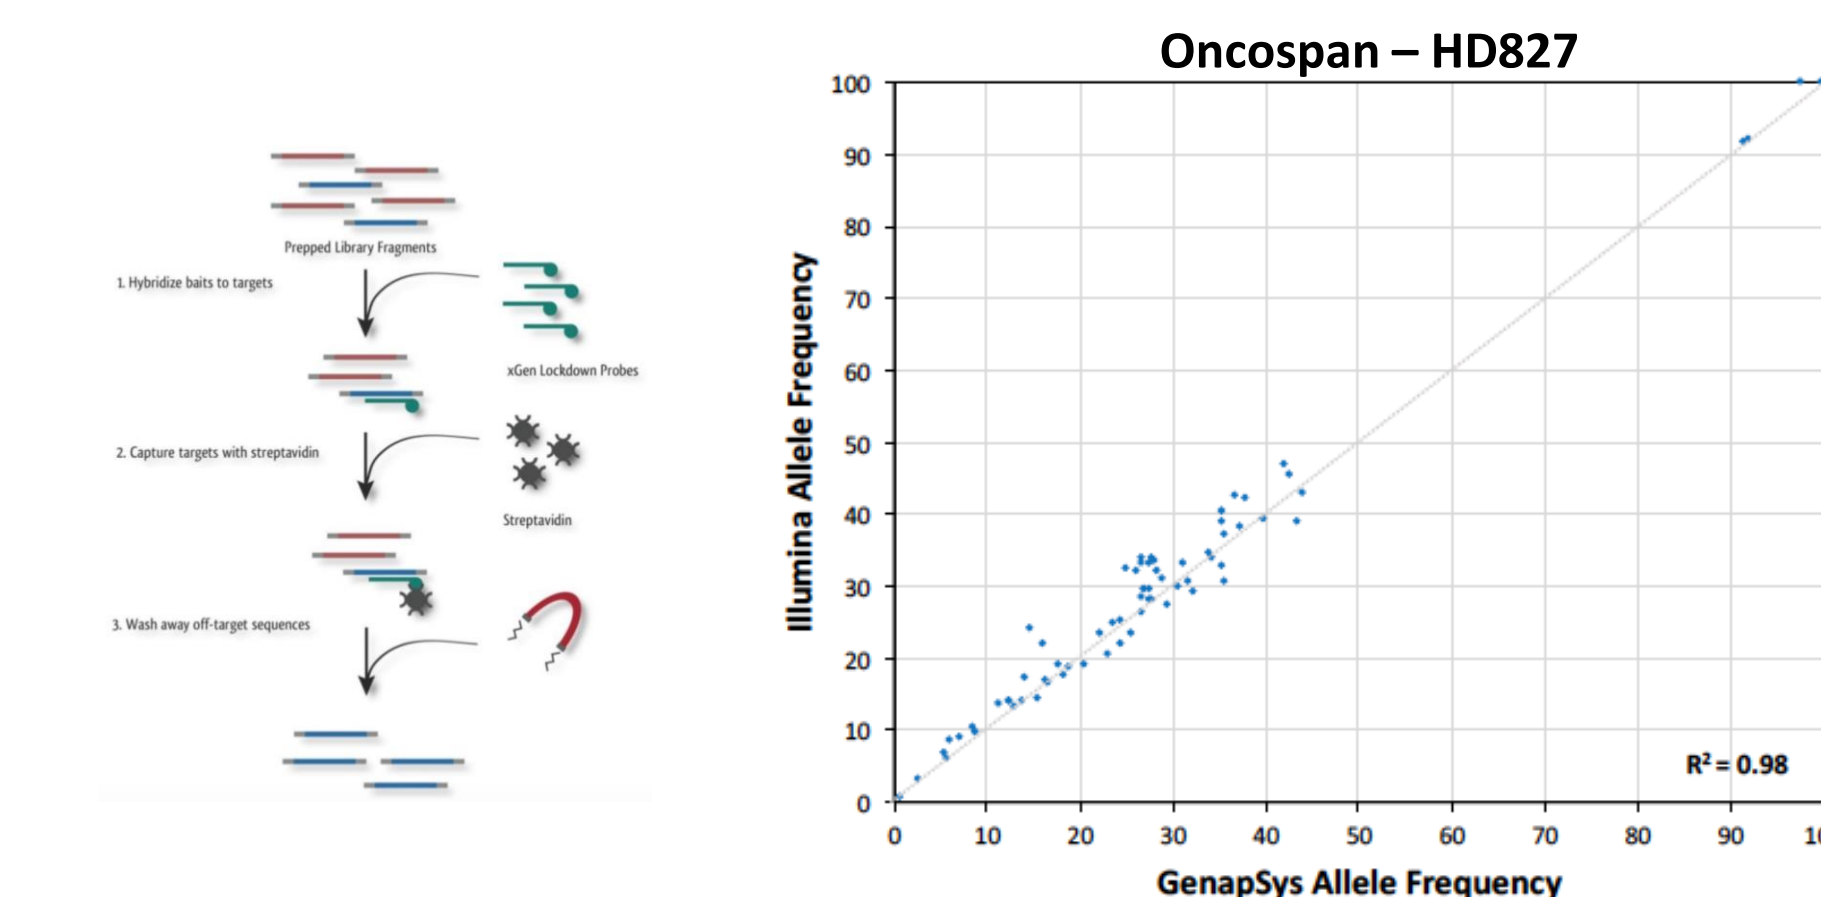 Prepped Library Fragments
1. Hybridize baits to targets
xGen Lockdown Probes
2. Capture targets with streptavidin
Streptavidin
3. Wash away off-target sequences
Oncospan – HD827
Illumina Allele Frequency
100
90
80
70
60
50
40
30
20
10
0
R² = 0.98
0 10 20 30 40 50 60 70 80 90 10
GenapSys Allele Frequency